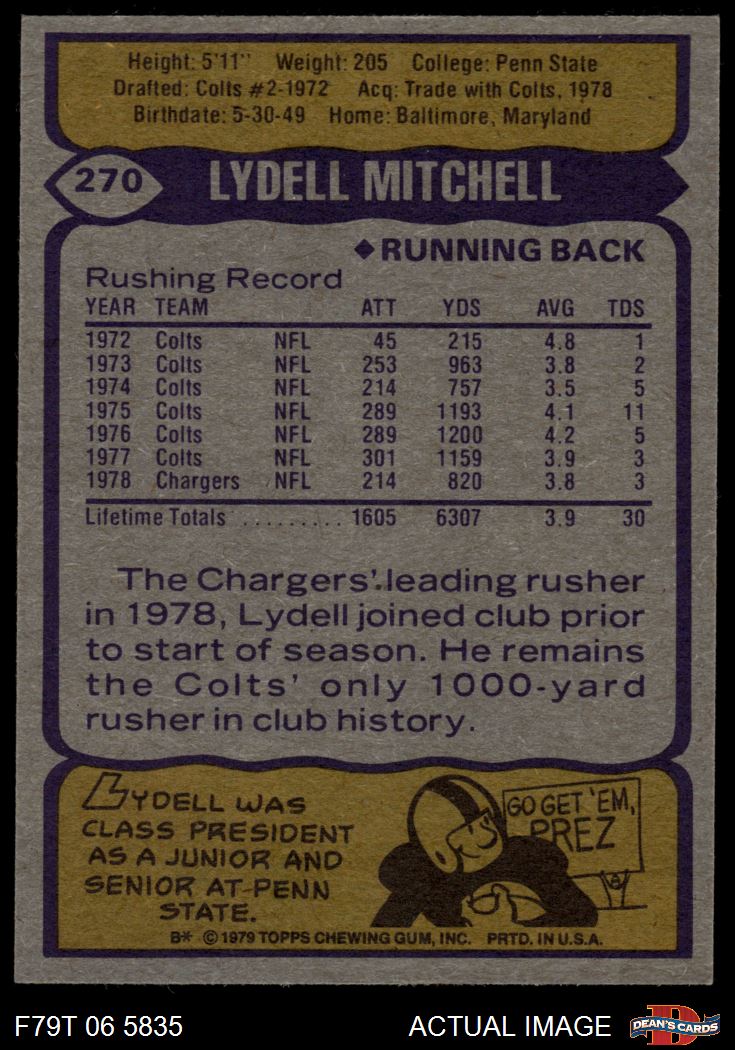 Height: 5'11" Weight: 205 College: Penn State
Drafted: Colts #2-1972 Acq: Trade with Colts, 1978
Birthdate: 5-30-49 Home: Baltimore, Maryland
270 LYDELL MITCHELL
◆RUNNING BACK
Rushing Record
YEAR TEAM ATT YDS AVG TDS
1972 Colts NFL 45 215 4.8 1
1973 Colts NFL 253 963 3.8 2
1974 Colts NFL 214 757 3.5 5
1975 Colts NFL 289 1193 4.1 11
1976 Colts NFL 289 1200 4.2 5
1977 Colts NFL 301 1159 3.9 3
1978 Chargers NFL 214 820 3.8 3
Lifetime Totals ......... 1605 6307 3.9 30
The Chargers' leading rusher
in 1978, Lydell joined club prior
to start of season. He remains
the Colts' only 1000-yard
rusher in club history.
LYDELL WAS
CLASS PRESIDENT
AS A JUNIOR AND
SENIOR AT PENN
STATE.
GO GET 'EM,
PREZ
B* © 1979 TOPPS CHEWING GUM, INC. PRTD. IN U.S.A.
F79T 06 5835 ACTUAL IMAGE
D
DEAN'S CARDS